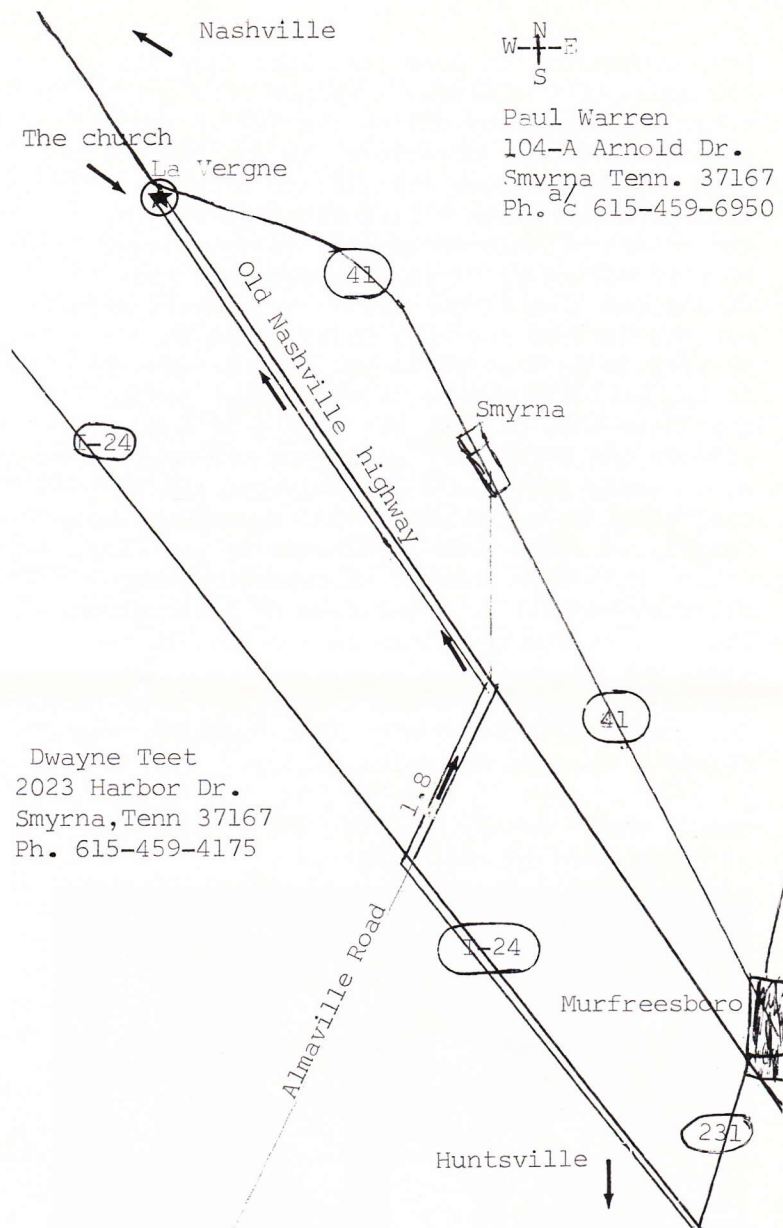 Nashville
N
W E
S
Paul Warren
104-A Arnold Dr.
Smyrna Tenn. 37167
Ph. a/c 615-459-6950
The church
La Vergne
41
Old Nashville highway
Smyrna
I-24
41
Dwayne Teet
2023 Harbor Dr.
Smyrna,Tenn 37167
Ph. 615-459-4175
1.8
I-24
Almaville Road
Murfreesboro
231
Huntsville